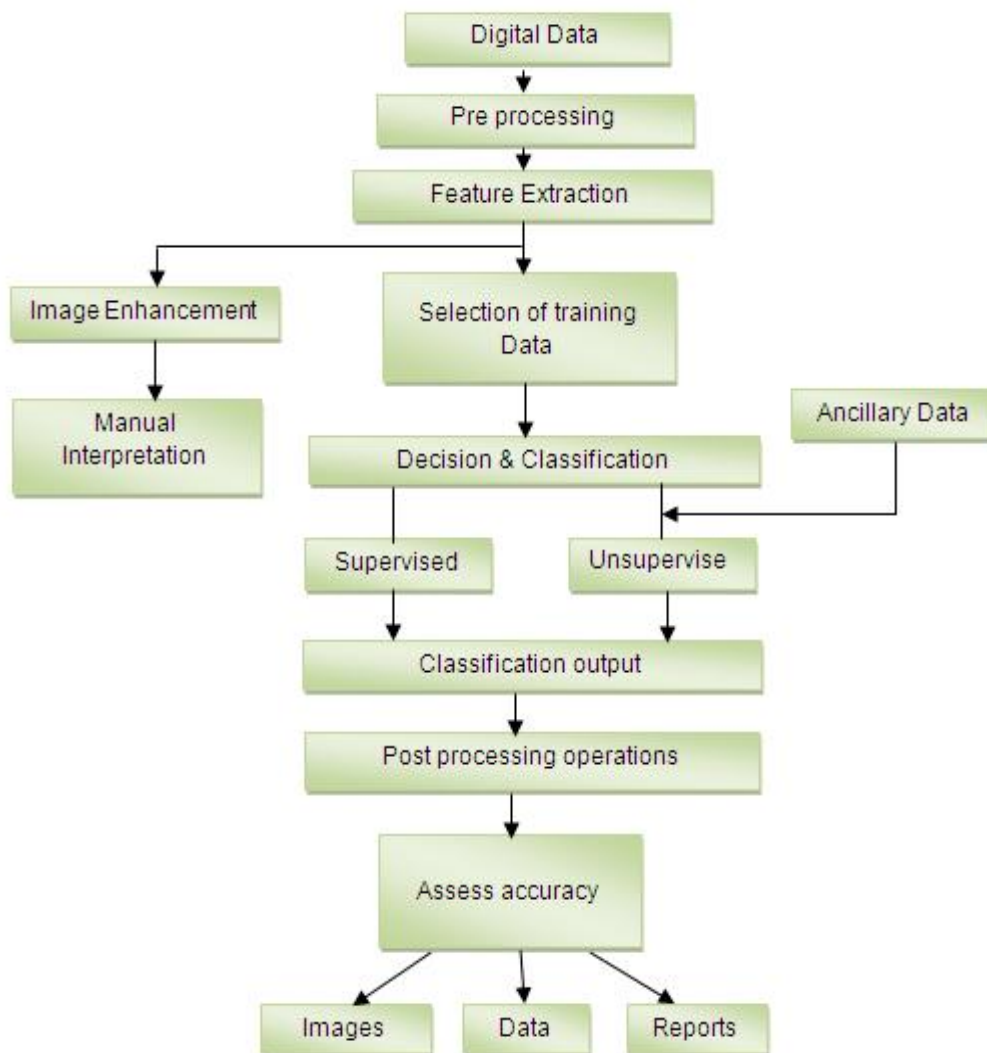 Digital Data
Pre processing
Feature Extraction
Image Enhancement
Selection of training
Data
Manual
Interpretation
Ancillary Data
Decision & Classification
Supervised
Unsupervise
Classification output
Post processing operations
Assess accuracy
Images
Data
Reports